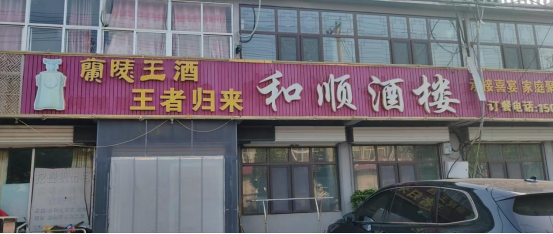 蘭陵王酒
王者归来
和顺酒楼
承接喜宴 家庭聚
订餐电话:15